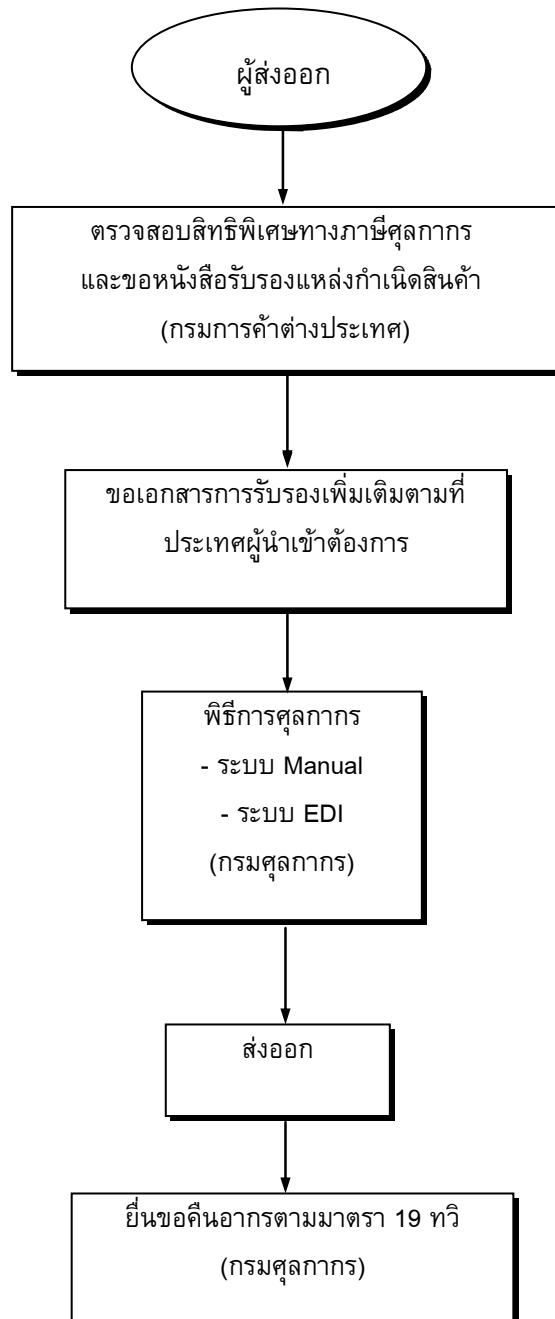 ผู้ส่งออก
ตรวจสอบสิทธิพิเศษทางภาษีศุลกากร
และขอหนังสือรับรองแหล่งกำเนิดสินค้า
(กรมการค้าต่างประเทศ)
ขอเอกสารการรับรองเพิ่มเติมตามที่
ประเทศผู้นำเข้าต้องการ
พิธีการศุลกากร
- ระบบ Manual
- ระบบ EDI
(กรมศุลกากร)
ส่งออก
ยื่นขอคืนอากรตามมาตรา 19 ทวิ
(กรมศุลกากร)